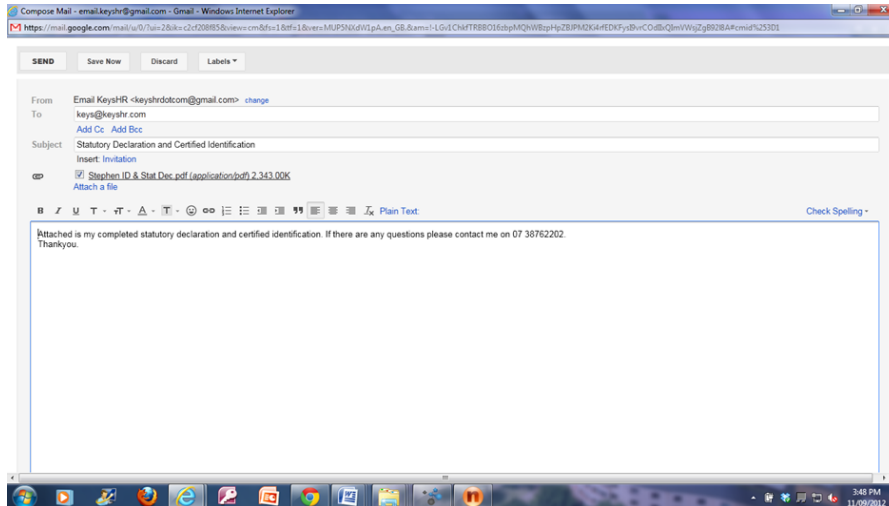 Compose Mail - email.keyshr@gmail.com - Gmail - Windows Internet Explorer
SEND Save Now Discard Labels
From Email KeysHR <keyshrdotcom@gmail.com> change
To keys@keyshr.com
Add Cc Add Bcc
Subject Statutory Declaration and Certified Identification
Insert: Invitation
Stephen ID & Stat Dec.pdf (application/pdf) 2,343.00K
Attach a file
B I U T T A T Tx Plain Text Check Spelling
Attached is my completed statutory declaration and certified identification. If there are any questions please contact me on 07 38762202.
Thankyou.
3:48 PM
11/09/2012